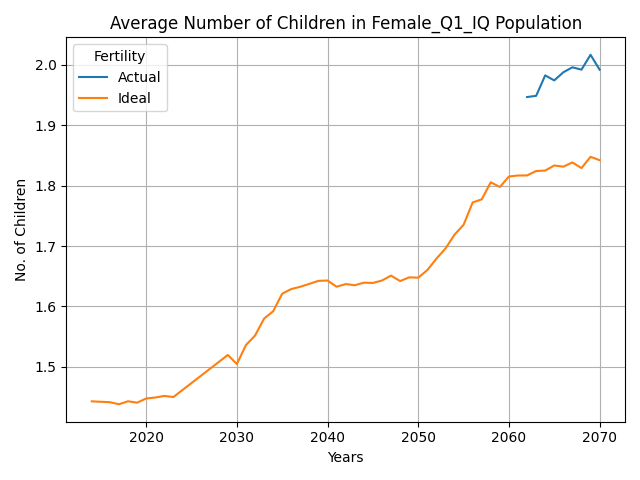 Average Number of Children in Female_Q1_IQ Population
Fertility
Actual
Ideal
No. of Children
2.0
1.9
1.8
1.7
1.6
1.5
2020 2030 2040 2050 2060 2070
Years